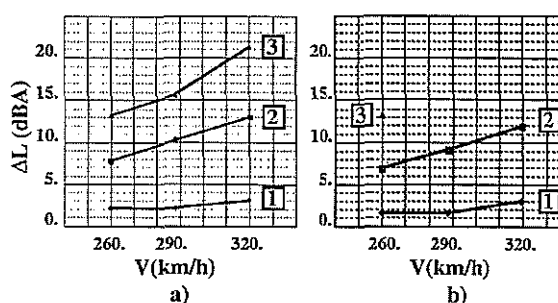 20.
15.
10.
5.
0.
ΔL (dBA)
3
2
1
260. 290. 320.
V(km/h)
a)
20.
15.
10.
5.
0.
3
2
1
260. 290. 320.
V(km/h)
b)